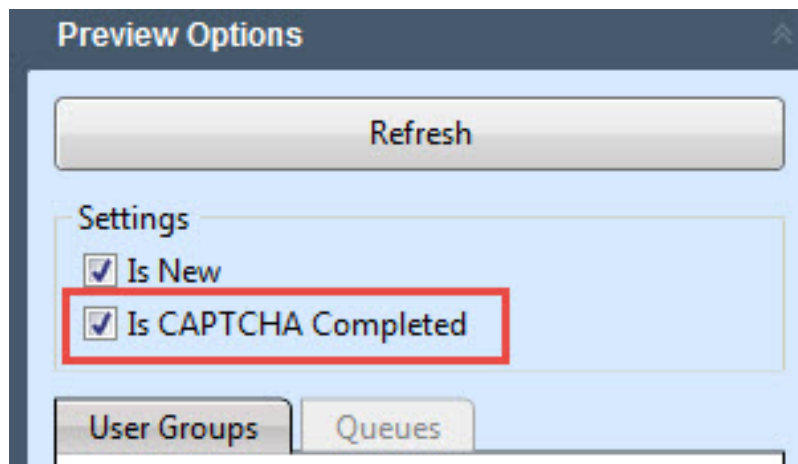 Preview Options
Refresh
Settings
Is New
Is CAPTCHA Completed
User Groups
Queues